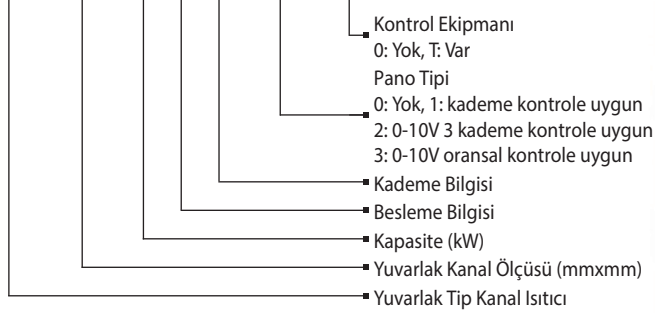 Kontrol Ekipmanı
0: Yok, T: Var
Pano Tipi
0: Yok, 1: kademe kontrole uygun
2: 0-10V 3 kademe kontrole uygun
3: 0-10V oransal kontrole uygun
Kademe Bilgisi
Besleme Bilgisi
Kapasite (kW)
Yuvarlak Kanal Ölçüsü (mmxmm)
Yuvarlak Tip Kanal Isıtıcı